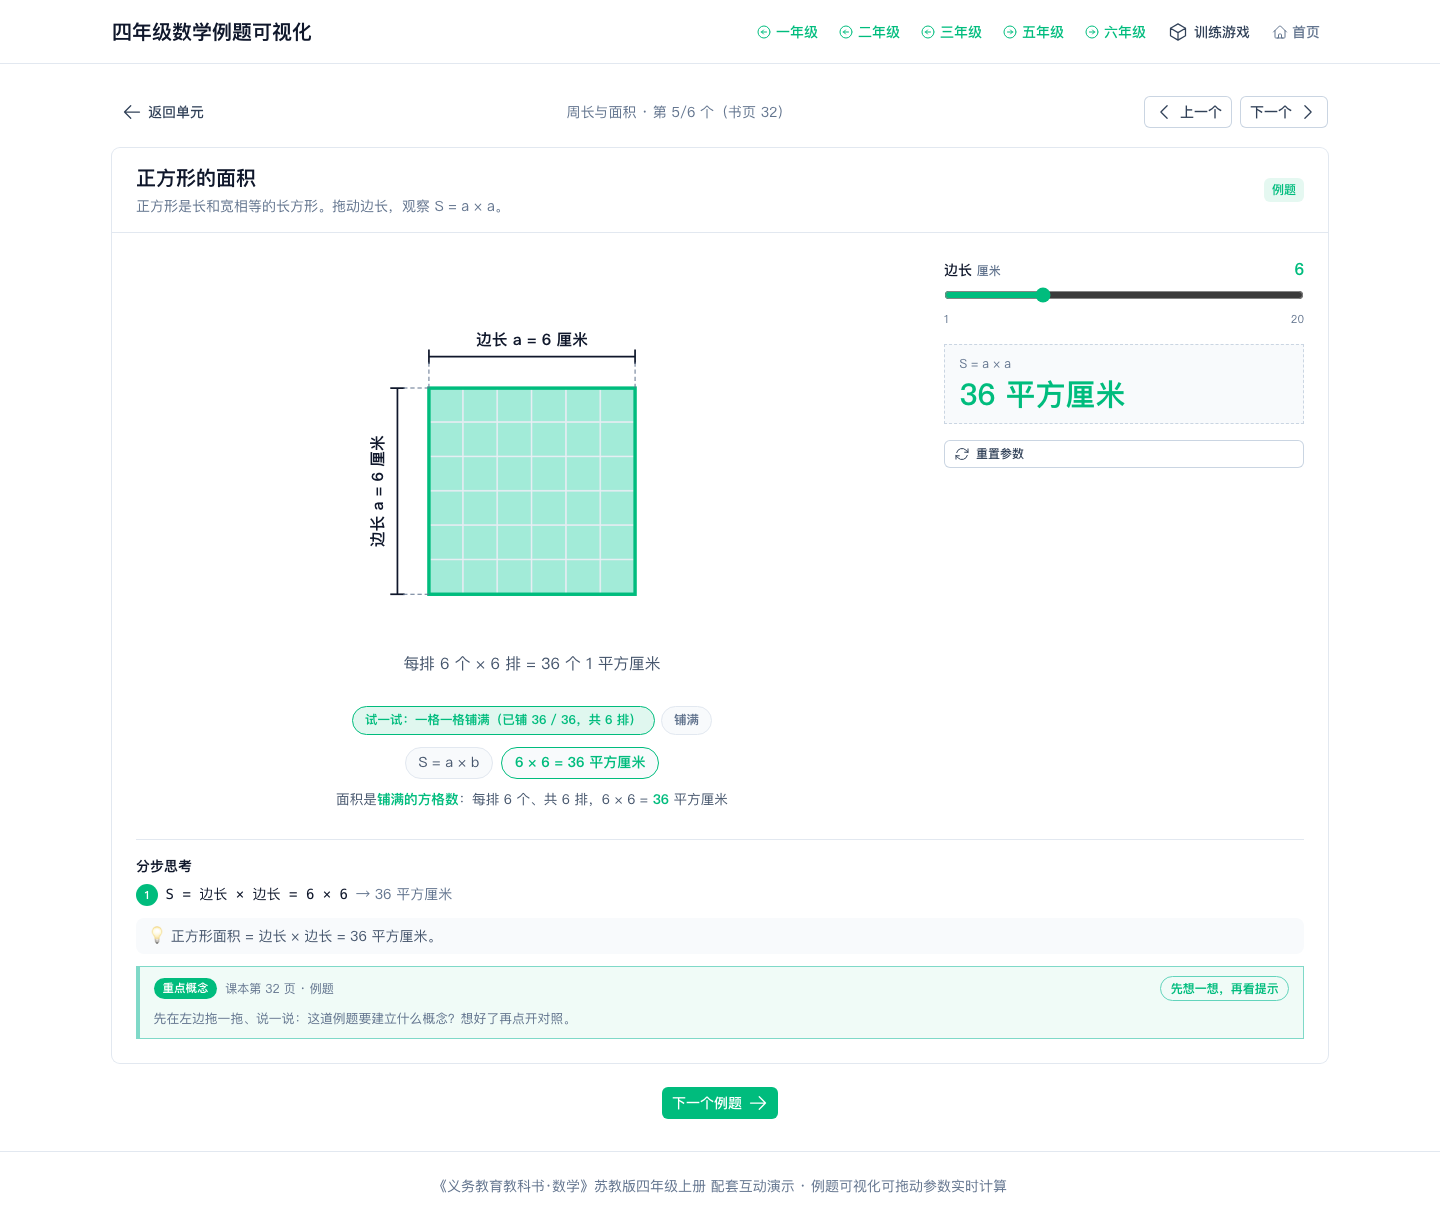 四年级数学例题可视化
一年级 二年级 三年级 五年级 六年级 训练游戏 首页
返回单元
周长与面积 · 第 5/6 个（书页 32）
上一个 下一个
正方形的面积
正方形是长和宽相等的长方形。拖动边长，观察 S = a × a。
例题
边长 a = 6 厘米
边长 a = 6 厘米
每排 6 个 × 6 排 = 36 个 1 平方厘米
试一试：一格一格铺满（已铺 36 / 36，共 6 排） 铺满
S = a × b 6 × 6 = 36 平方厘米
面积是铺满的方格数：每排 6 个、共 6 排，6 × 6 = 36 平方厘米
边长 厘米 6
1 20
S = a × a
36 平方厘米
重置参数
分步思考
1 S = 边长 × 边长 = 6 × 6 → 36 平方厘米
💡 正方形面积 = 边长 × 边长 = 36 平方厘米。
重点概念 课本第 32 页 · 例题 先想一想，再看提示
先在左边拖一拖、说一说：这道例题要建立什么概念？想好了再点开对照。
下一个例题
《义务教育教科书·数学》苏教版四年级上册 配套互动演示 · 例题可视化可拖动参数实时计算